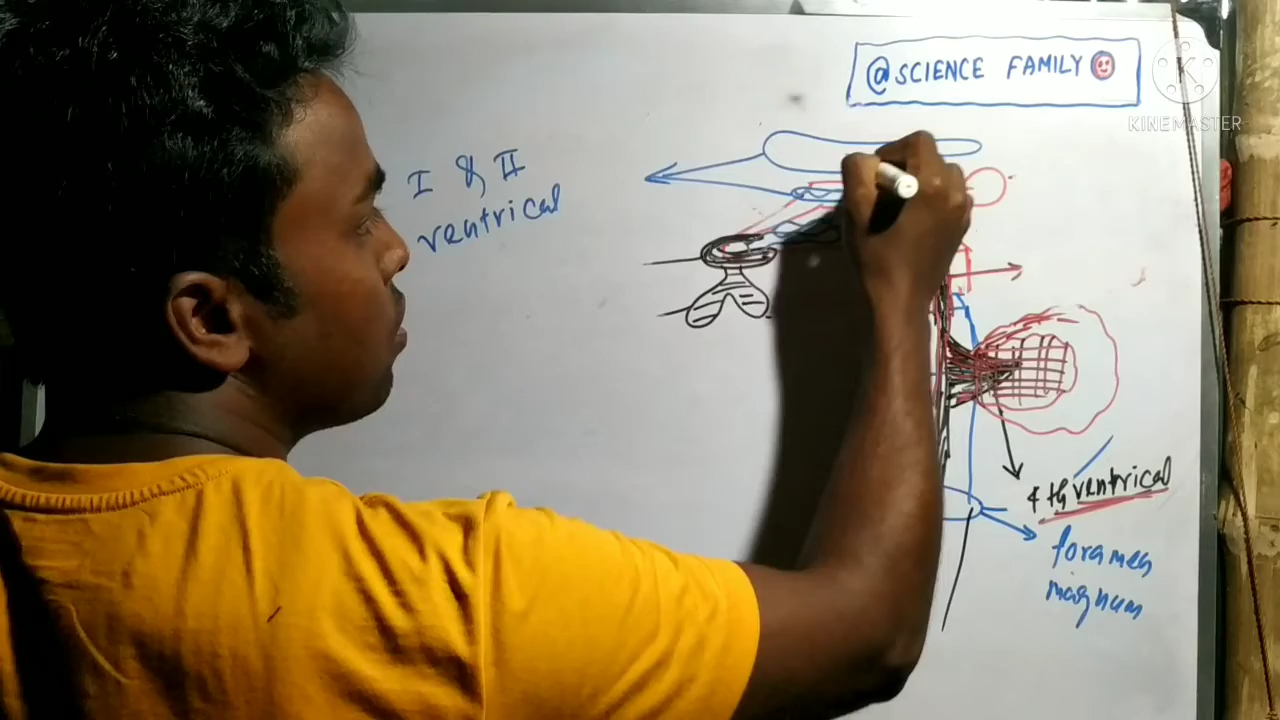 @SCIENCE FAMILY
K
KINEMASTER
I & II
ventrical
4th ventrical
foramen
magnum